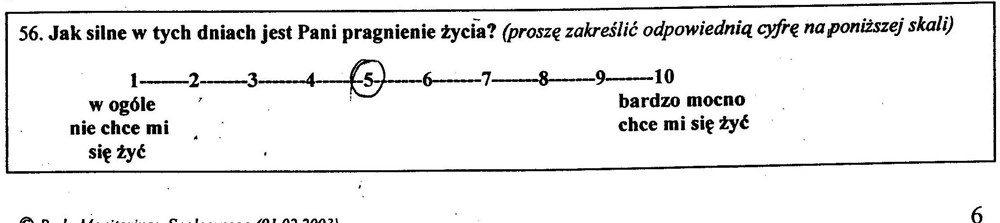 56. Jak silne w tych dniach jest Pani pragnienie życia? (proszę zakreślić odpowiednią cyfrę na poniższej skali)
1-------2-------3-------4-------5-------6-------7-------8-------9-------10
w ogóle
nie chce mi
się żyć
bardzo mocno
chce mi się żyć
6